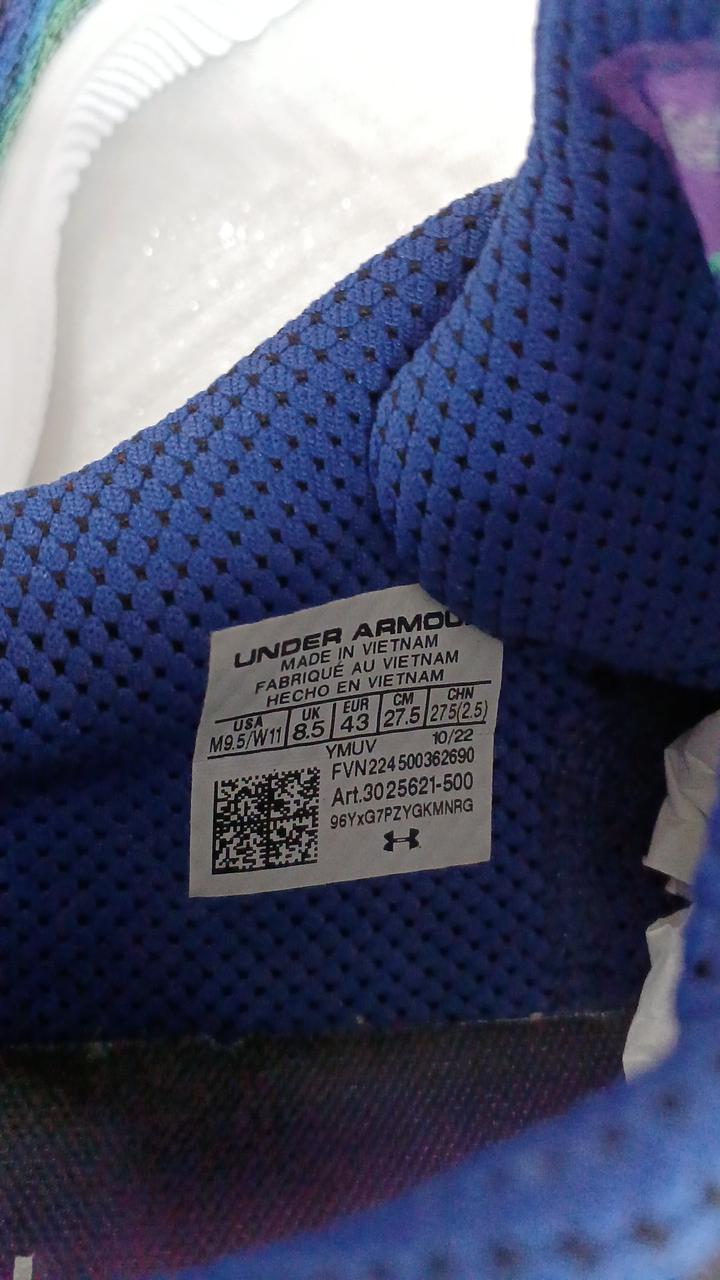 UNDER ARMOU
MADE IN VIETNAM
FABRIQUÉ AU VIETNAM
HECHO EN VIETNAM
USA UK EUR CM CHN
M9.5/W11 8.5 43 27.5 275(2.5)
YMUV 10/22
FVN224500362690
Art.3025621-500
96YxG7PZYGKMNRG